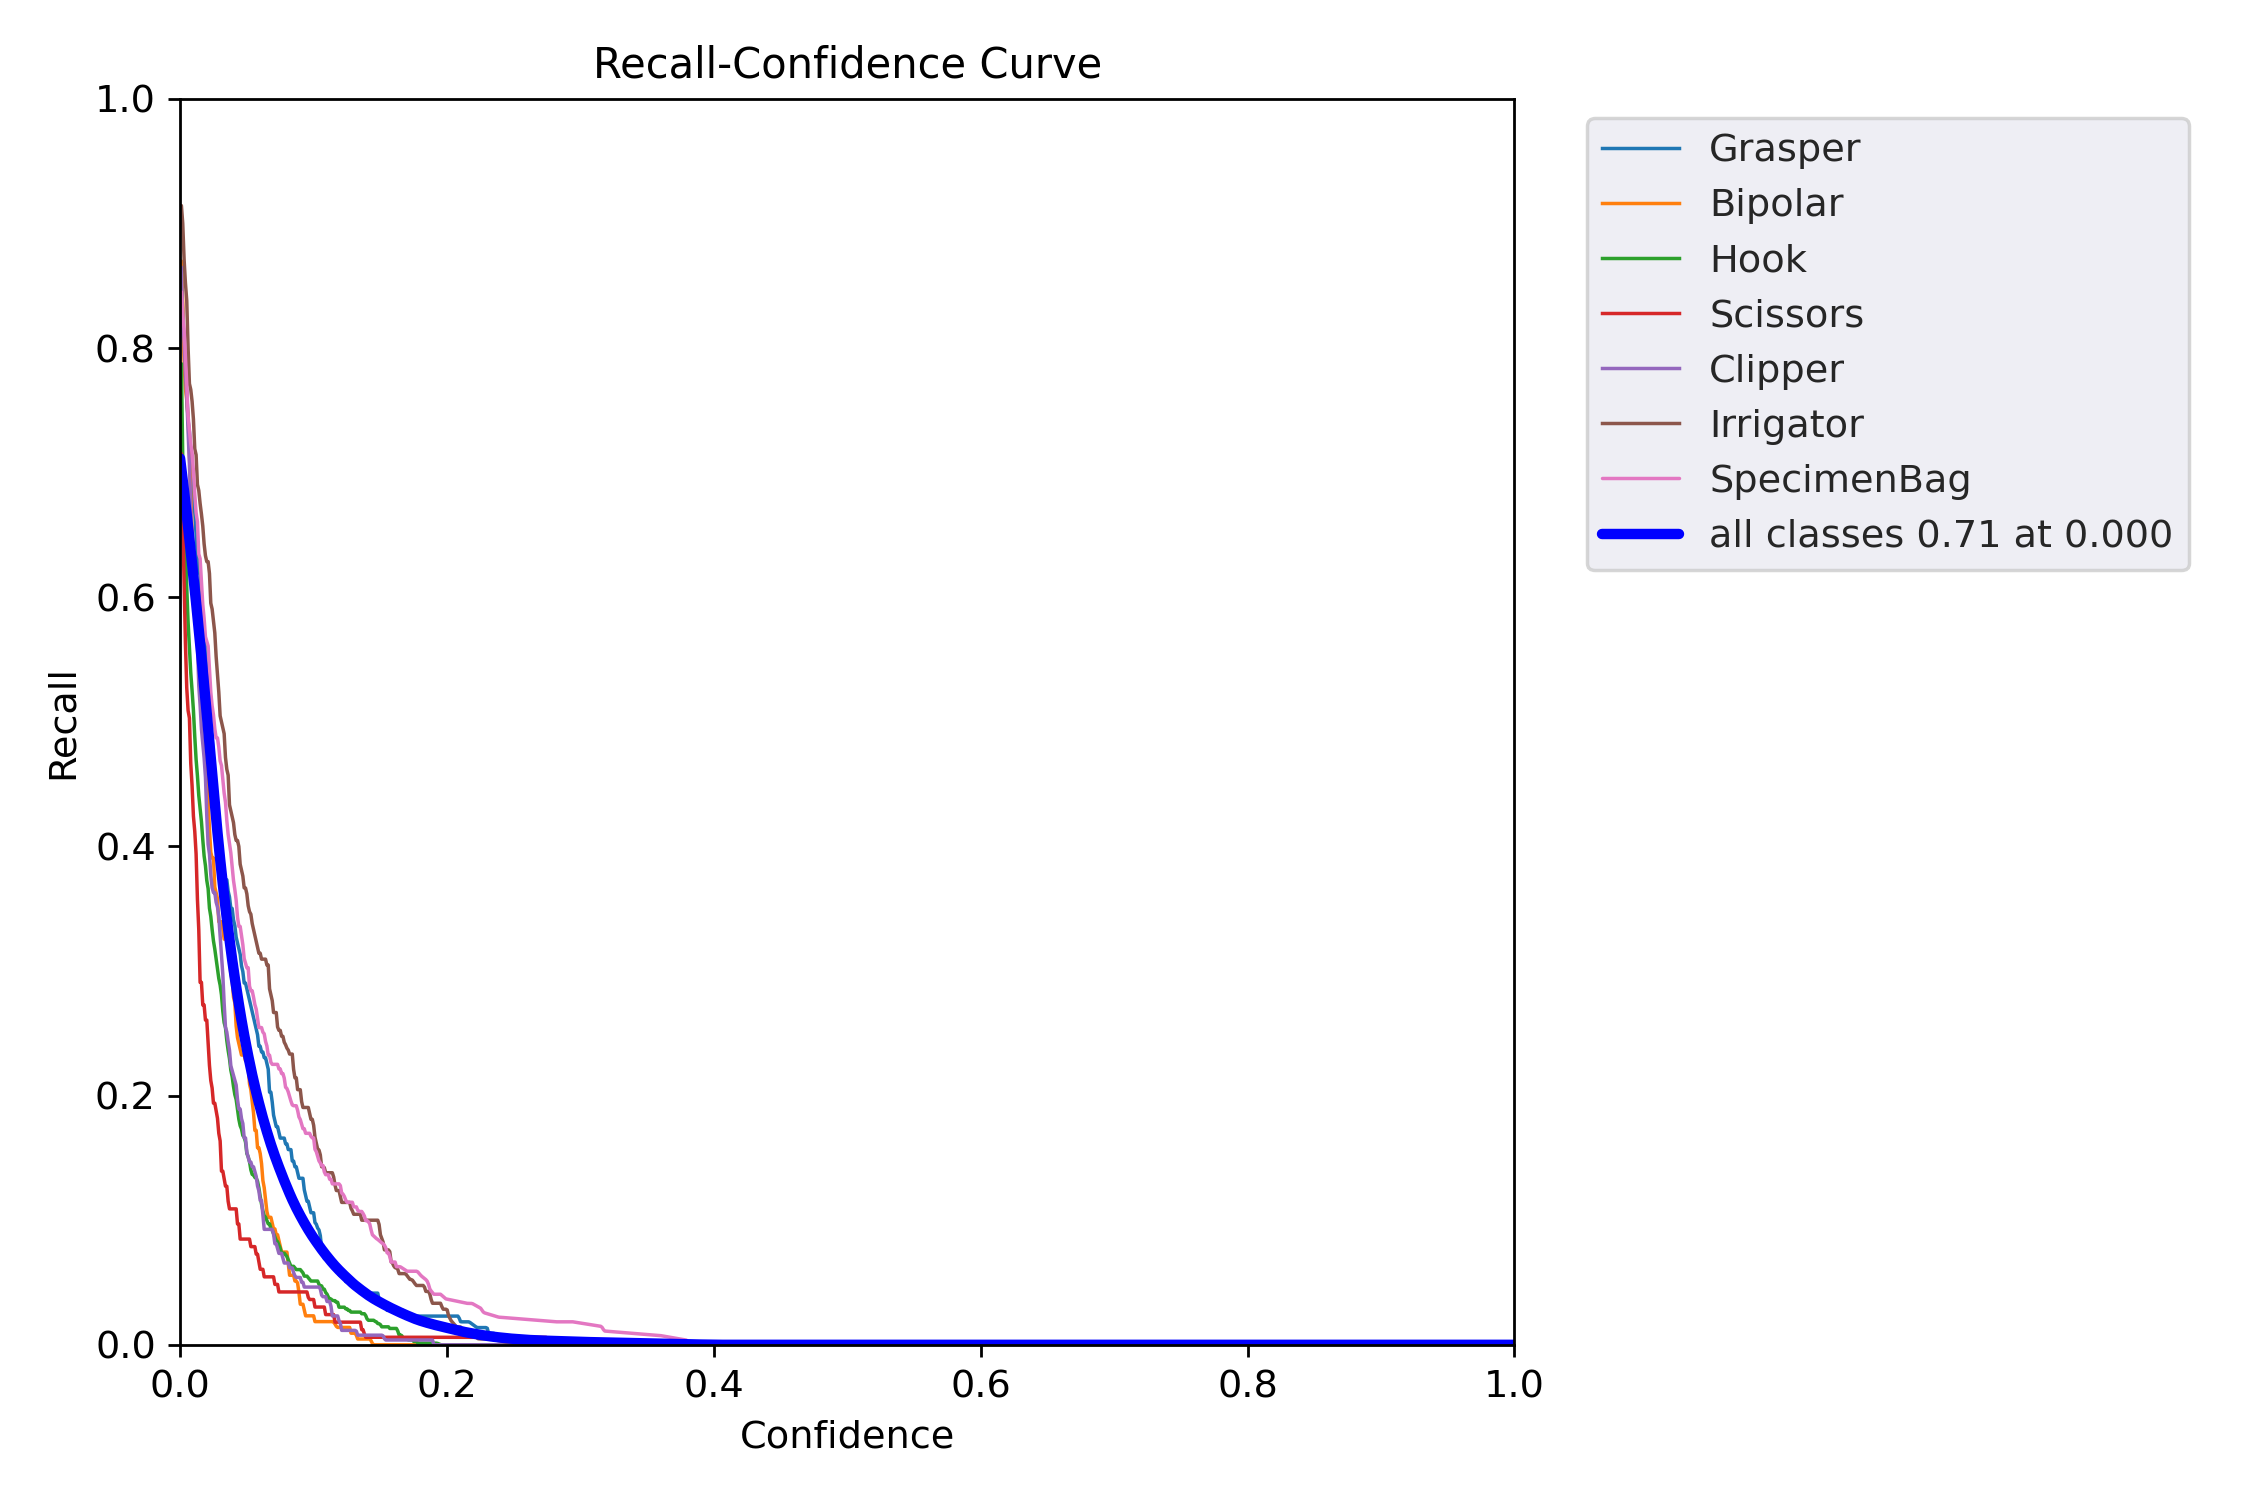 Recall-Confidence Curve
1.0
0.8
0.6
0.4
0.2
0.0
Recall
0.0 0.2 0.4 0.6 0.8 1.0
Confidence
Grasper
Bipolar
Hook
Scissors
Clipper
Irrigator
SpecimenBag
all classes 0.71 at 0.000